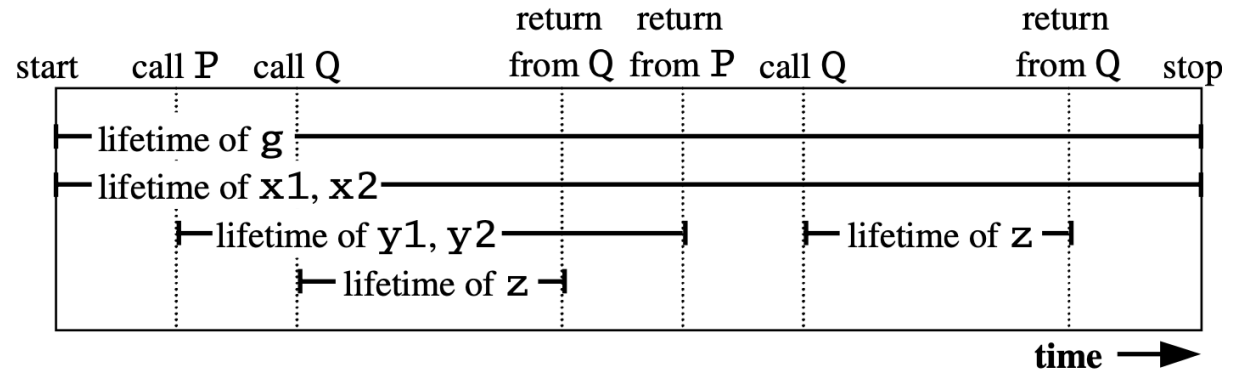 return return return
start call P call Q from Q from P call Q from Q stop
lifetime of g
lifetime of x1, x2
lifetime of y1, y2 lifetime of z
lifetime of z
time